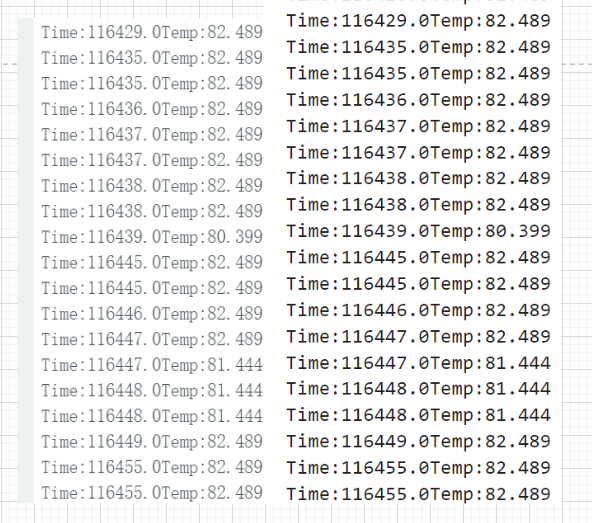 Time:116429.0Temp:82.489
Time:116435.0Temp:82.489
Time:116435.0Temp:82.489
Time:116436.0Temp:82.489
Time:116437.0Temp:82.489
Time:116437.0Temp:82.489
Time:116438.0Temp:82.489
Time:116438.0Temp:82.489
Time:116439.0Temp:80.399
Time:116445.0Temp:82.489
Time:116445.0Temp:82.489
Time:116446.0Temp:82.489
Time:116447.0Temp:82.489
Time:116447.0Temp:81.444
Time:116448.0Temp:81.444
Time:116448.0Temp:81.444
Time:116449.0Temp:82.489
Time:116455.0Temp:82.489
Time:116455.0Temp:82.489
Time:116429.0Temp:82.489
Time:116435.0Temp:82.489
Time:116435.0Temp:82.489
Time:116436.0Temp:82.489
Time:116437.0Temp:82.489
Time:116437.0Temp:82.489
Time:116438.0Temp:82.489
Time:116438.0Temp:82.489
Time:116439.0Temp:80.399
Time:116445.0Temp:82.489
Time:116445.0Temp:82.489
Time:116446.0Temp:82.489
Time:116447.0Temp:82.489
Time:116447.0Temp:81.444
Time:116448.0Temp:81.444
Time:116448.0Temp:81.444
Time:116449.0Temp:82.489
Time:116455.0Temp:82.489
Time:116455.0Temp:82.489